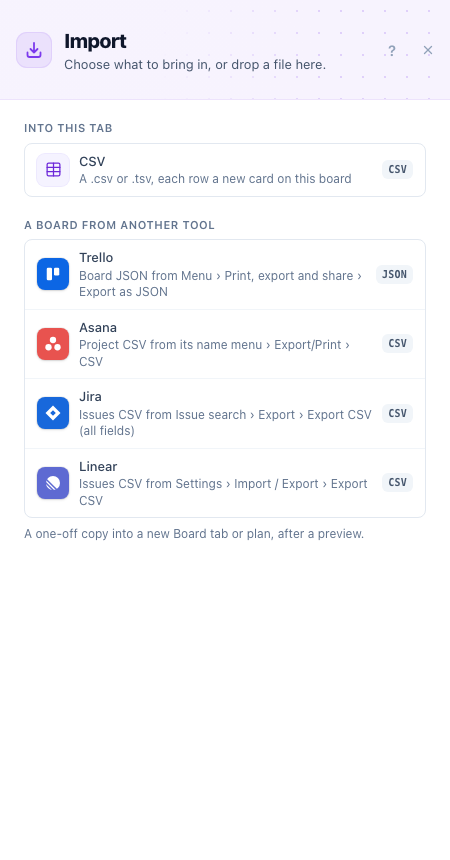 Import
Choose what to bring in, or drop a file here.
?
×
INTO THIS TAB
CSV
A .csv or .tsv, each row a new card on this board
CSV
A BOARD FROM ANOTHER TOOL
Trello
Board JSON from Menu › Print, export and share ›
Export as JSON
JSON
Asana
Project CSV from its name menu › Export/Print ›
CSV
CSV
Jira
Issues CSV from Issue search › Export › Export CSV
(all fields)
CSV
Linear
Issues CSV from Settings › Import / Export › Export
CSV
CSV
A one-off copy into a new Board tab or plan, after a preview.